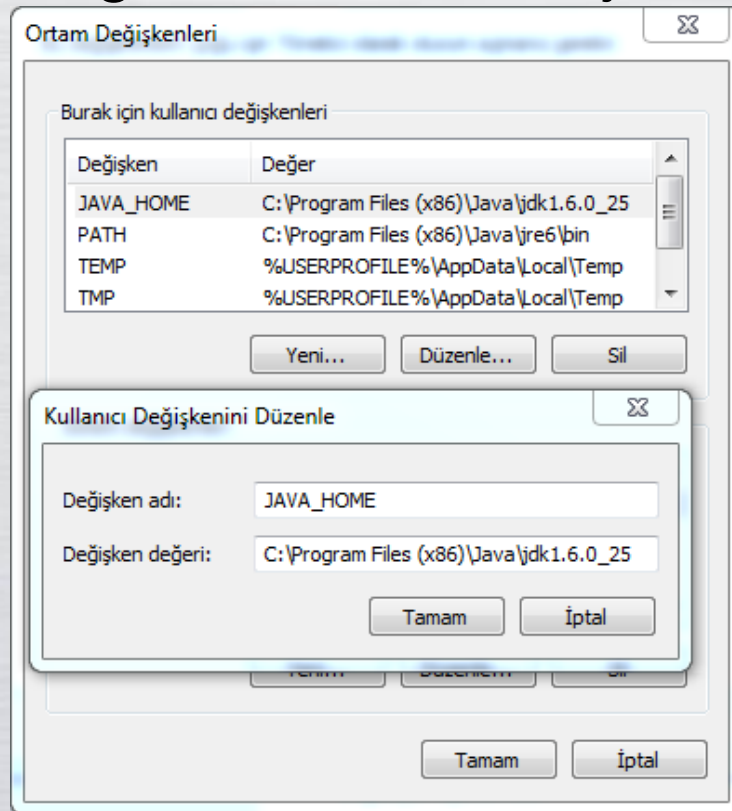 Ortam Değişkenleri
Burak için kullanıcı değişkenleri
Değişken Değer
JAVA_HOME C:\Program Files (x86)\Java\jdk1.6.0_25
PATH C:\Program Files (x86)\Java\jre6\bin
TEMP %USERPROFILE%\AppData\Local\Temp
TMP %USERPROFILE%\AppData\Local\Temp
Yeni... Düzenle... Sil
Kullanıcı Değişkenini Düzenle
Değişken adı: JAVA_HOME
Değişken değeri: C:\Program Files (x86)\Java\jdk1.6.0_25
Tamam İptal
Tamam İptal